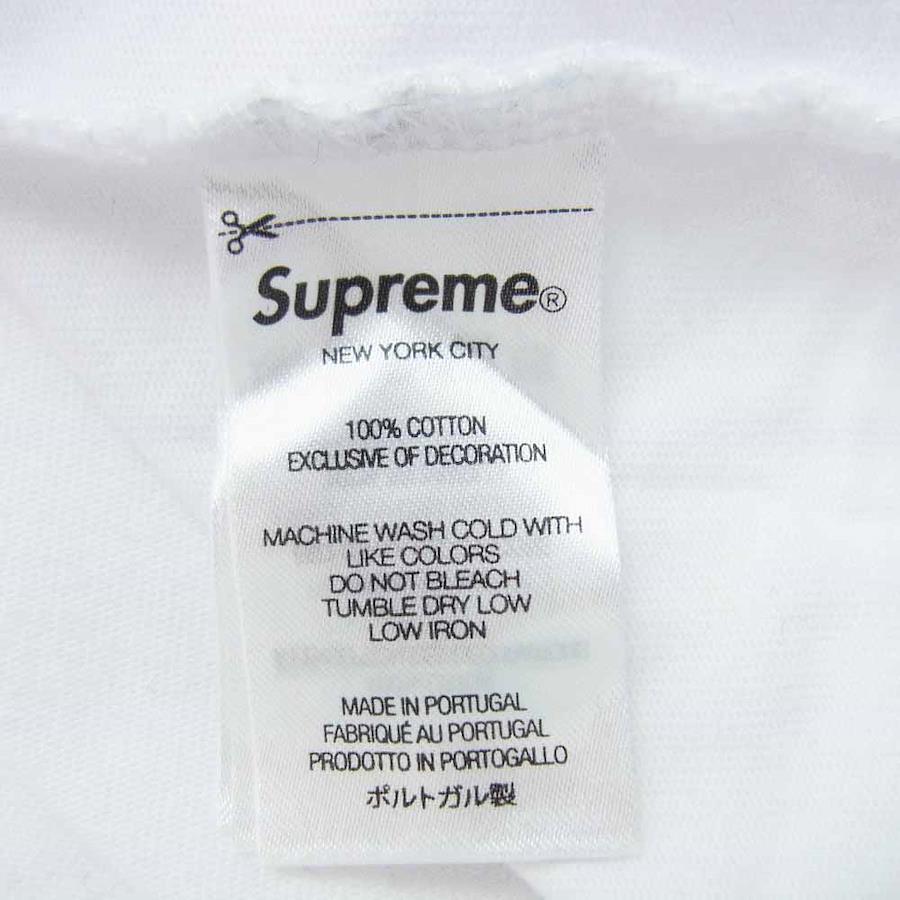 Supreme®
NEW YORK CITY
100% COTTON
EXCLUSIVE OF DECORATION
MACHINE WASH COLD WITH
LIKE COLORS
DO NOT BLEACH
TUMBLE DRY LOW
LOW IRON
MADE IN PORTUGAL
FABRIQUÉ AU PORTUGAL
PRODOTTO IN PORTOGALLO
ポルトガル製